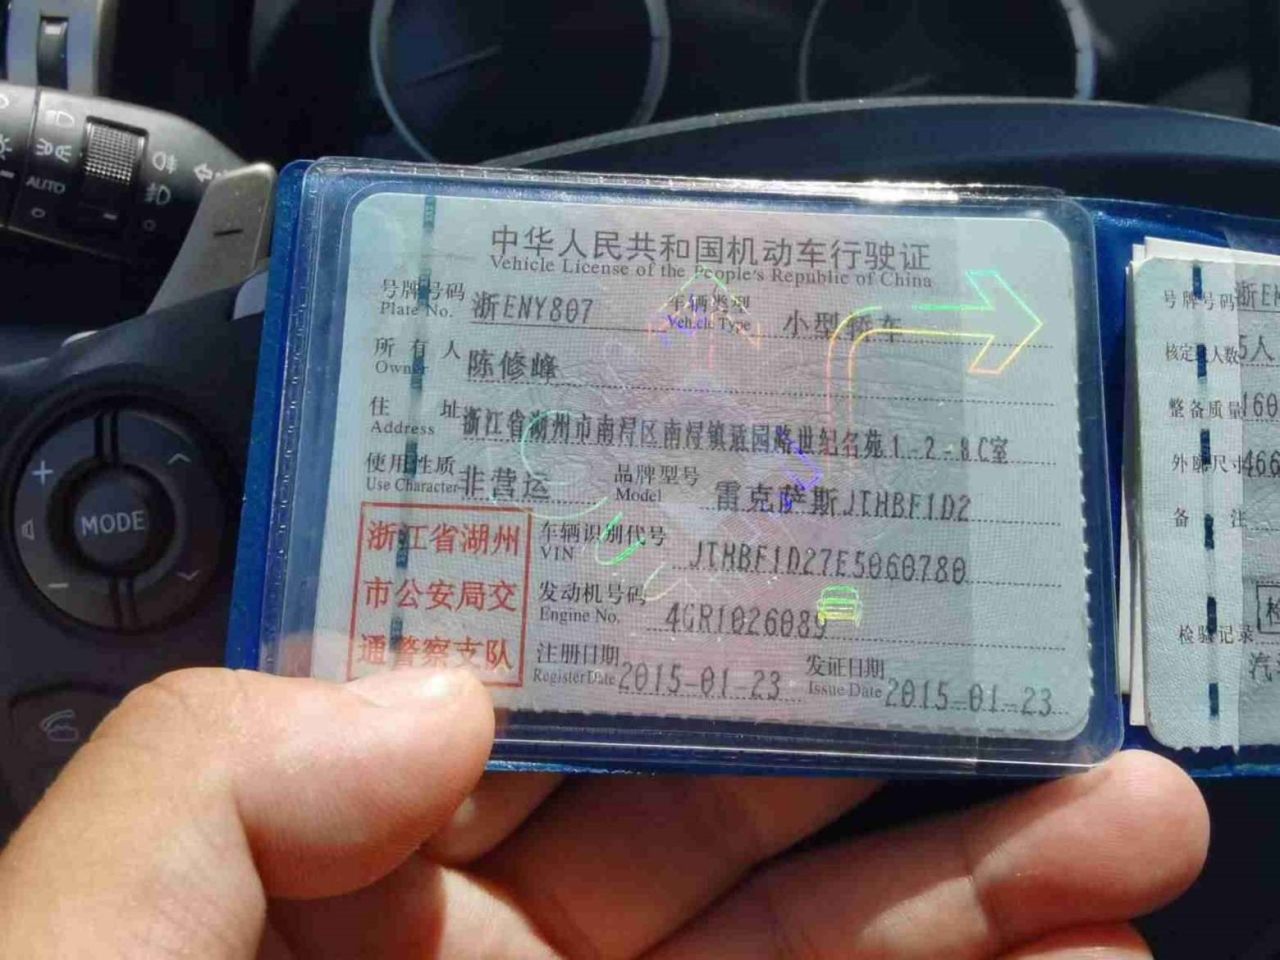 AUTO
MODE
中华人民共和国机动车行驶证
Vehicle License of the People's Republic of China
号牌号码 浙ENY807 车辆类型 小型轿车
Plate No. Vehicle Type
所有人 陈修峰
Owner
住址 浙江省湖州市南浔区南浔镇适园路世纪名苑1-2-8C室
Address
使用性质 非营运 品牌型号 雷克萨斯JTHBF1D2
Use Character Model
浙江省湖州
市公安局交
通警察支队
车辆识别代号 JTHBF1D27E5060780
VIN
发动机号码 4GR1026089
Engine No.
注册日期 2015-01-23 发证日期 2015-01-23
Register Date Issue Date
号牌号码 浙EN
核定 人数 5人
整备质量 160
外廓尺寸 466
备注
检验记录
汽